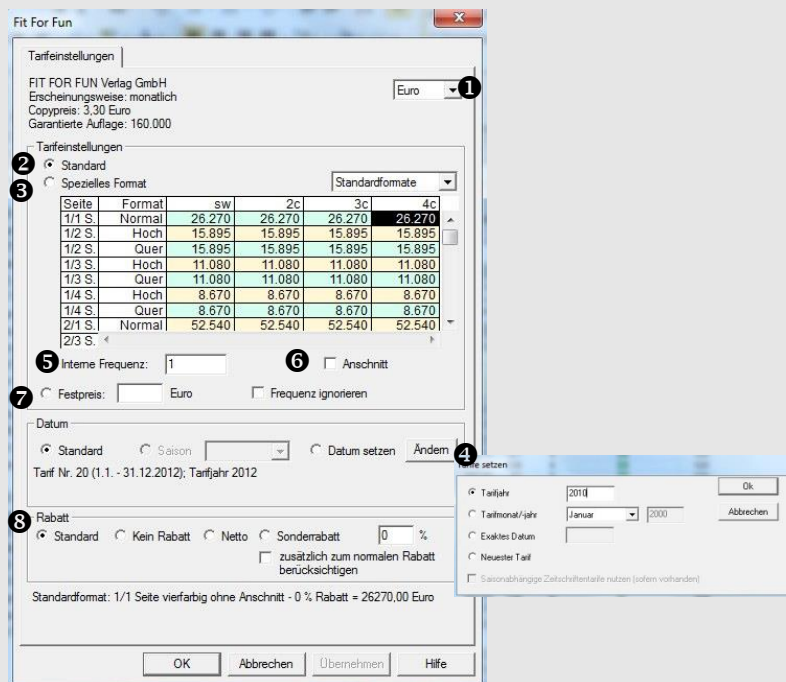 Fit For Fun
Tarifeinstellungen
FIT FOR FUN Verlag GmbH
Erscheinungsweise: monatlich
Copypreis: 3,30 Euro
Garantierte Auflage: 160.000
Euro ❶
Tarifeinstellungen
❷ Standard
❸ Spezielles Format Standardformate
Seite Format sw 2c 3c 4c
1/1 S. Normal 26.270 26.270 26.270 26.270
1/2 S. Hoch 15.895 15.895 15.895 15.895
1/2 S. Quer 15.895 15.895 15.895 15.895
1/3 S. Hoch 11.080 11.080 11.080 11.080
1/3 S. Quer 11.080 11.080 11.080 11.080
1/4 S. Hoch 8.670 8.670 8.670 8.670
1/4 S. Quer 8.670 8.670 8.670 8.670
2/1 S. Normal 52.540 52.540 52.540 52.540
2/3 S.
❺ Interne Frequenz: 1 ❻ Anschnitt
❼ Festpreis: Euro Frequenz ignorieren
Datum
Standard Saison Datum setzen Ändern
Tarif Nr. 20 (1.1. - 31.12.2012); Tarifjahr 2012
❽ Rabatt
Standard Kein Rabatt Netto Sonderrabatt 0 %
zusätzlich zum normalen Rabatt
berücksichtigen
Standardformat: 1/1 Seite vierfarbig ohne Anschnitt - 0 % Rabatt = 26270,00 Euro
OK Abbrechen Übernehmen Hilfe
❹
setzen
Tarifjahr 2010 Ok
Tarifmonat/-jahr Januar 2000 Abbrechen
Exaktes Datum
Neuester Tarif
Saisonabhängige Zeitschriftentarife nutzen (sofern vorhanden)